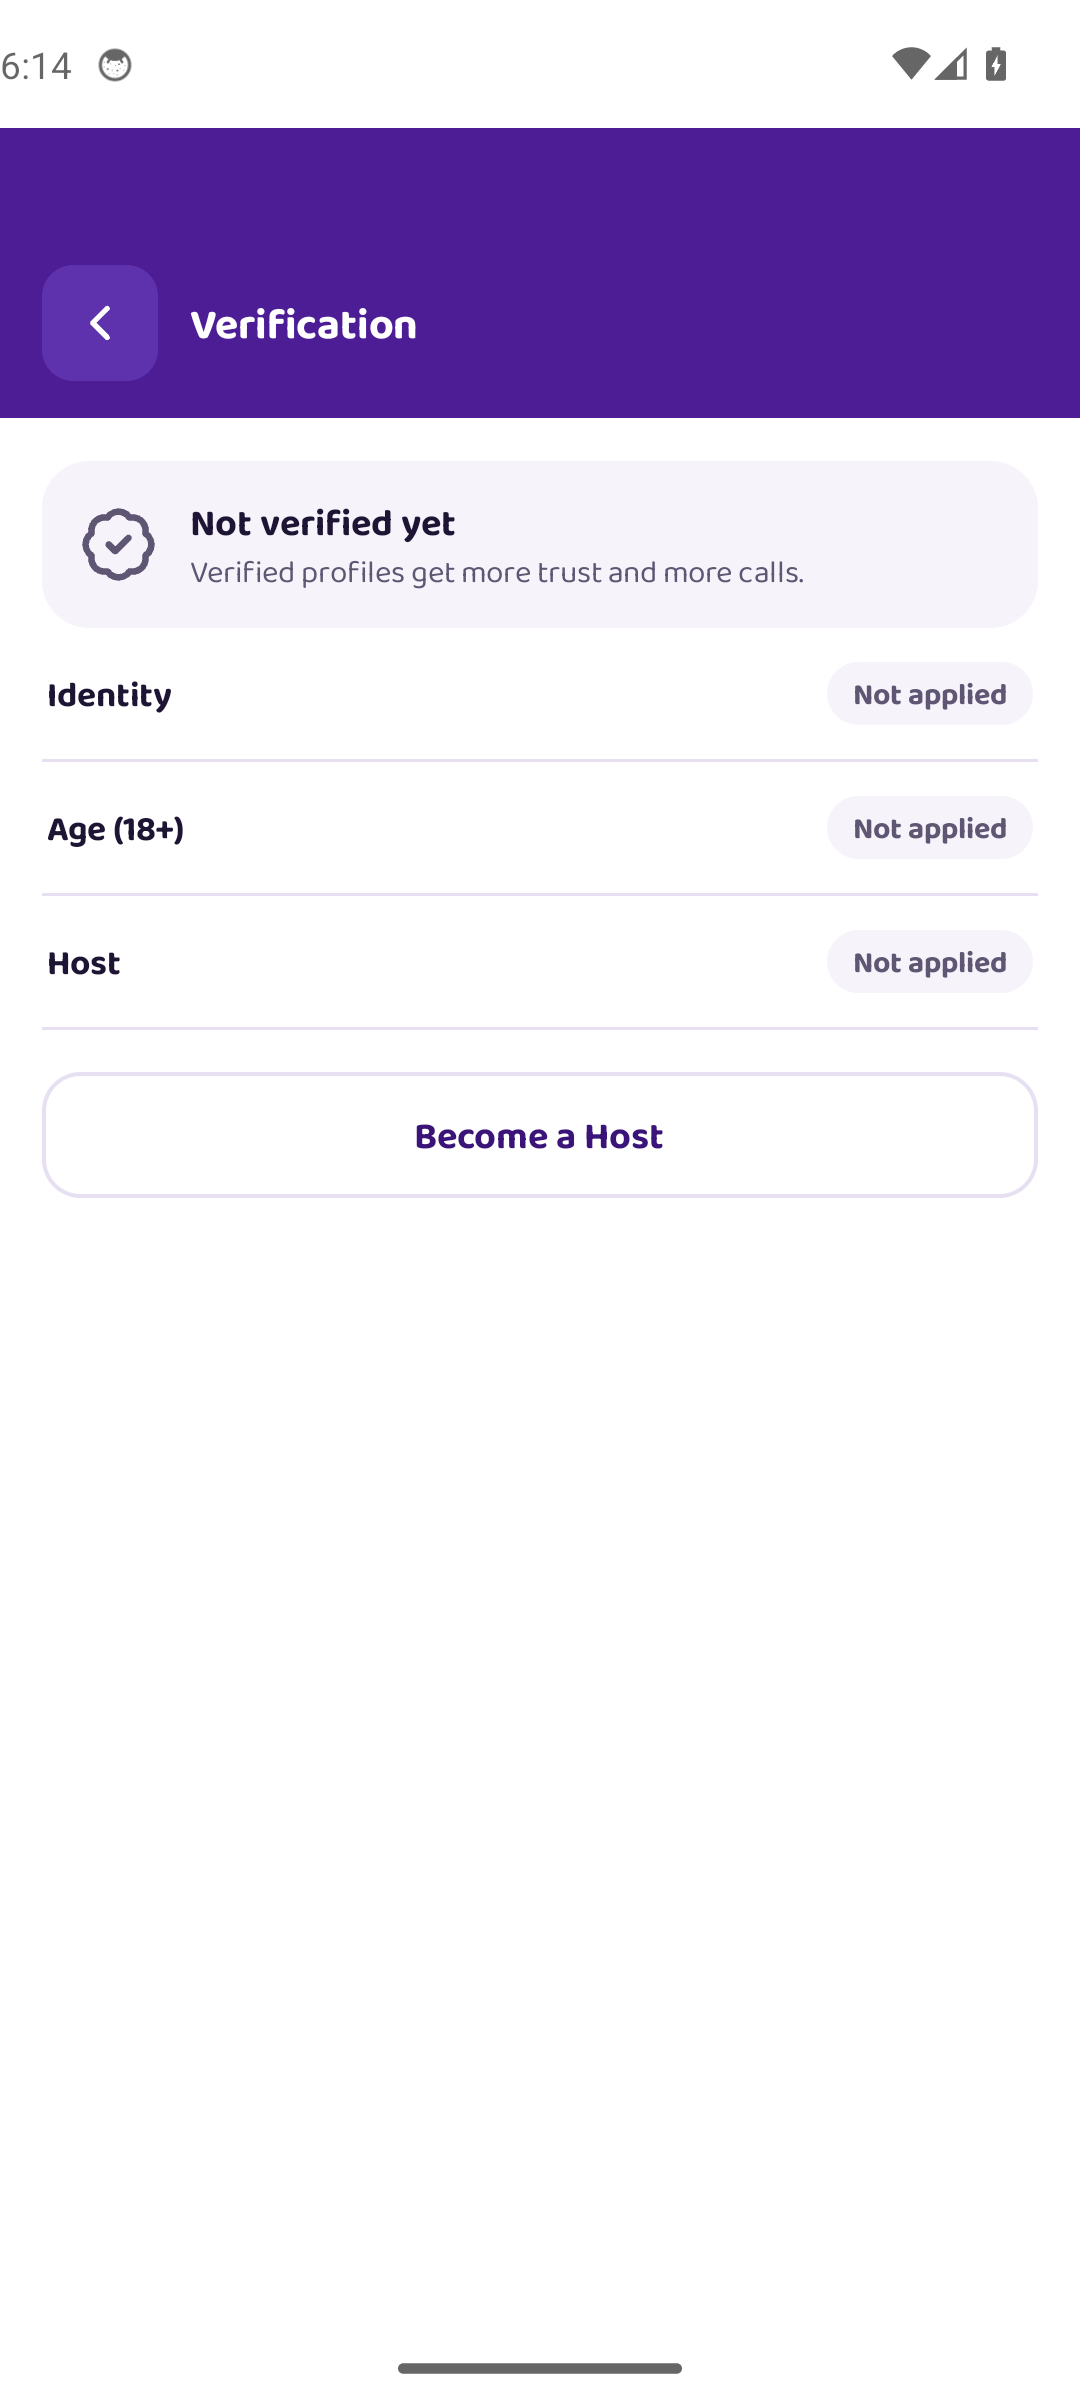 6:14
Verification
Not verified yet
Verified profiles get more trust and more calls.
Identity
Not applied
Age (18+)
Not applied
Host
Not applied
Become a Host